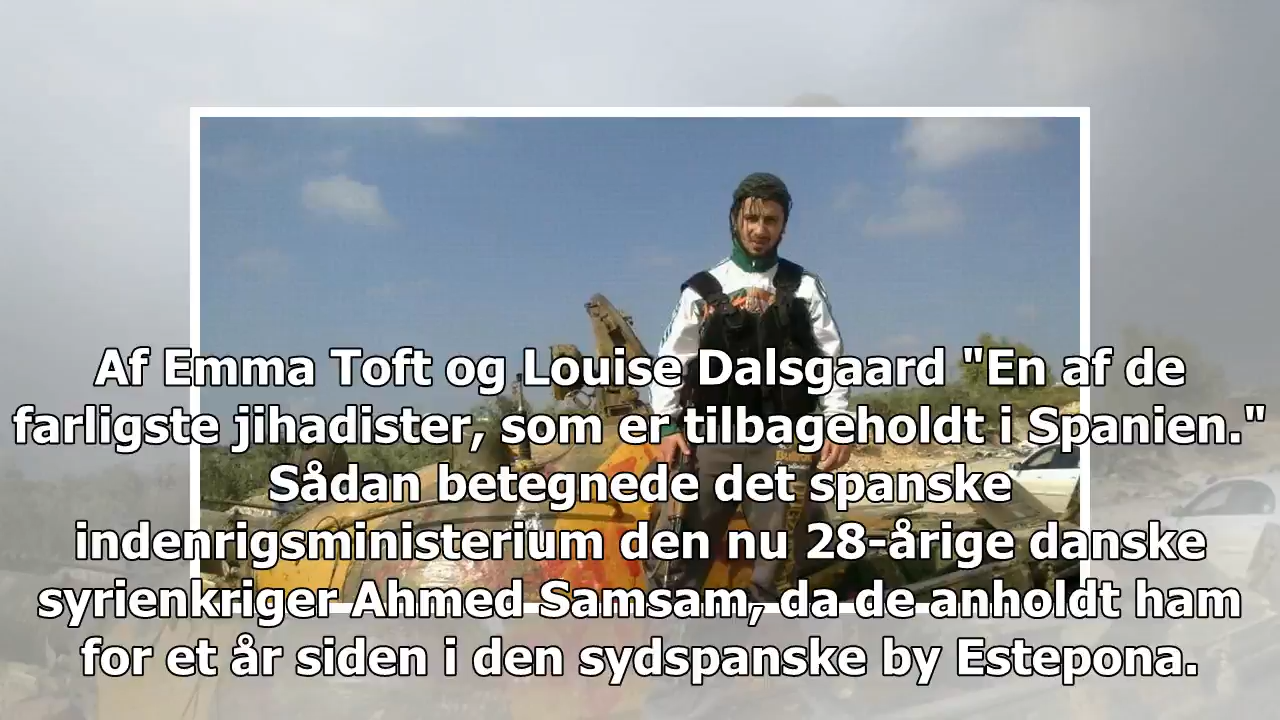 Af Emma Toft og Louise Dalsgaard "En af de
farligste jihadister, som er tilbageholdt i Spanien."
Sådan betegnede det spanske
indenrigsministerium den nu 28-årige danske
syrienkriger Ahmed Samsam, da de anholdt ham
for et år siden i den sydspanske by Estepona.